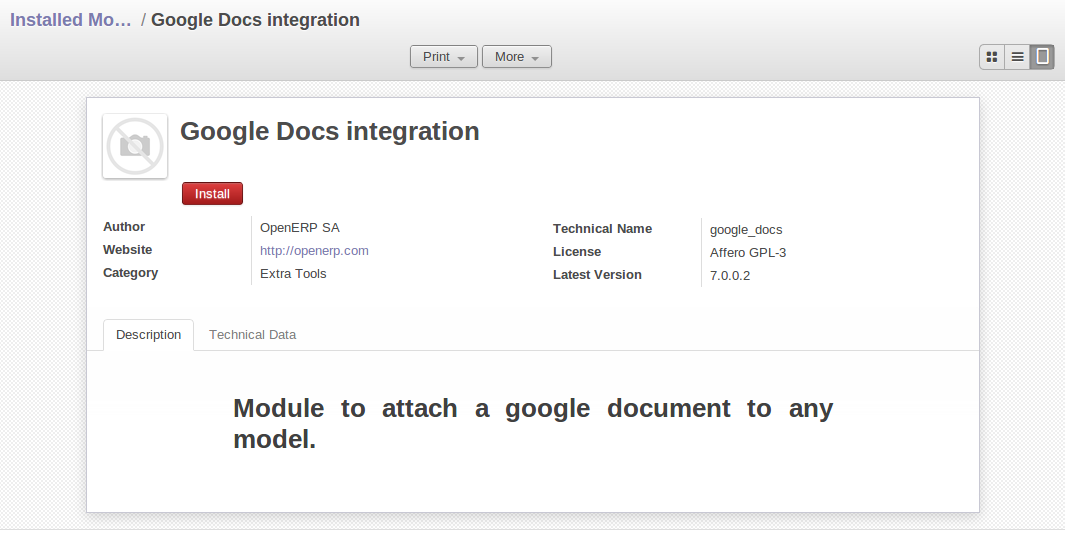 Installed Mo... / Google Docs integration
Print More
Google Docs integration
Install
Author OpenERP SA
Website http://openerp.com
Category Extra Tools
Technical Name google_docs
License Affero GPL-3
Latest Version 7.0.0.2
Description Technical Data
Module to attach a google document to any
model.